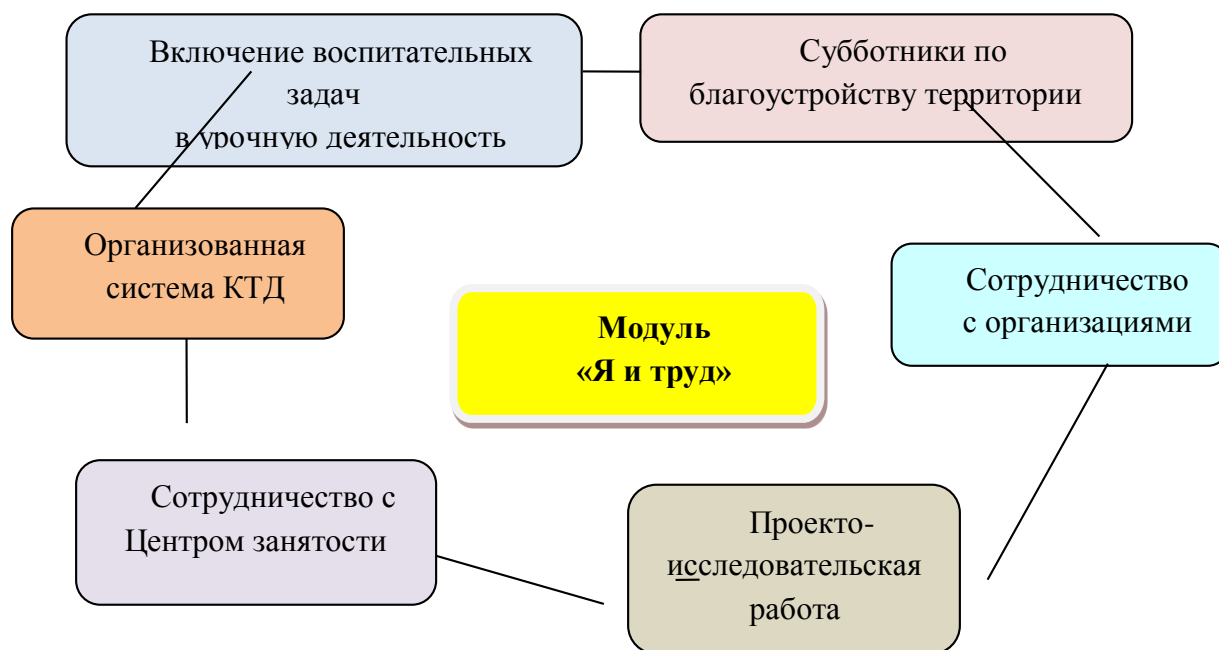 Включение воспитательных
задач
в урочную деятельность
Субботники по
благоустройству территории
Организованная
система КТД
Сотрудничество
с организациями
Модуль
«Я и труд»
Сотрудничество с
Центром занятости
Проекто-
исследовательская
работа